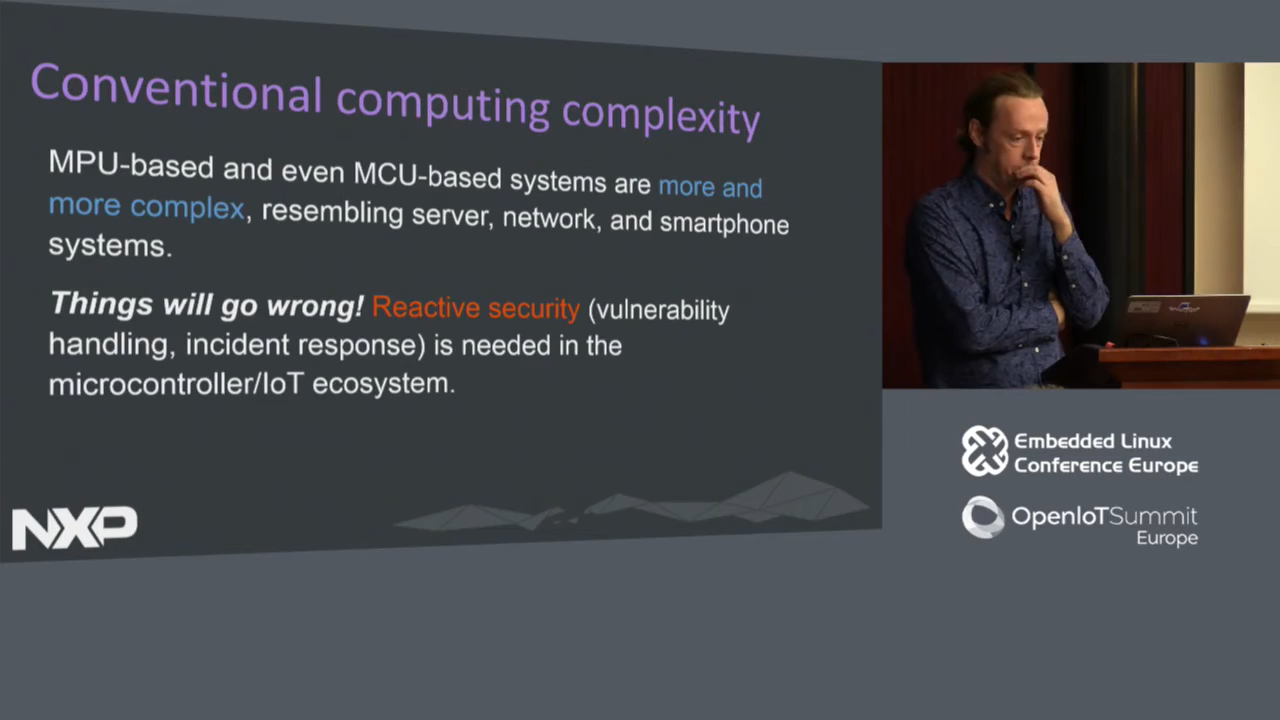 Conventional computing complexity
MPU-based and even MCU-based systems are more and
more complex, resembling server, network, and smartphone
systems.
Things will go wrong! Reactive security (vulnerability
handling, incident response) is needed in the
microcontroller/IoT ecosystem.
NXP
Embedded Linux
Conference Europe
OpenIoTSummit
Europe